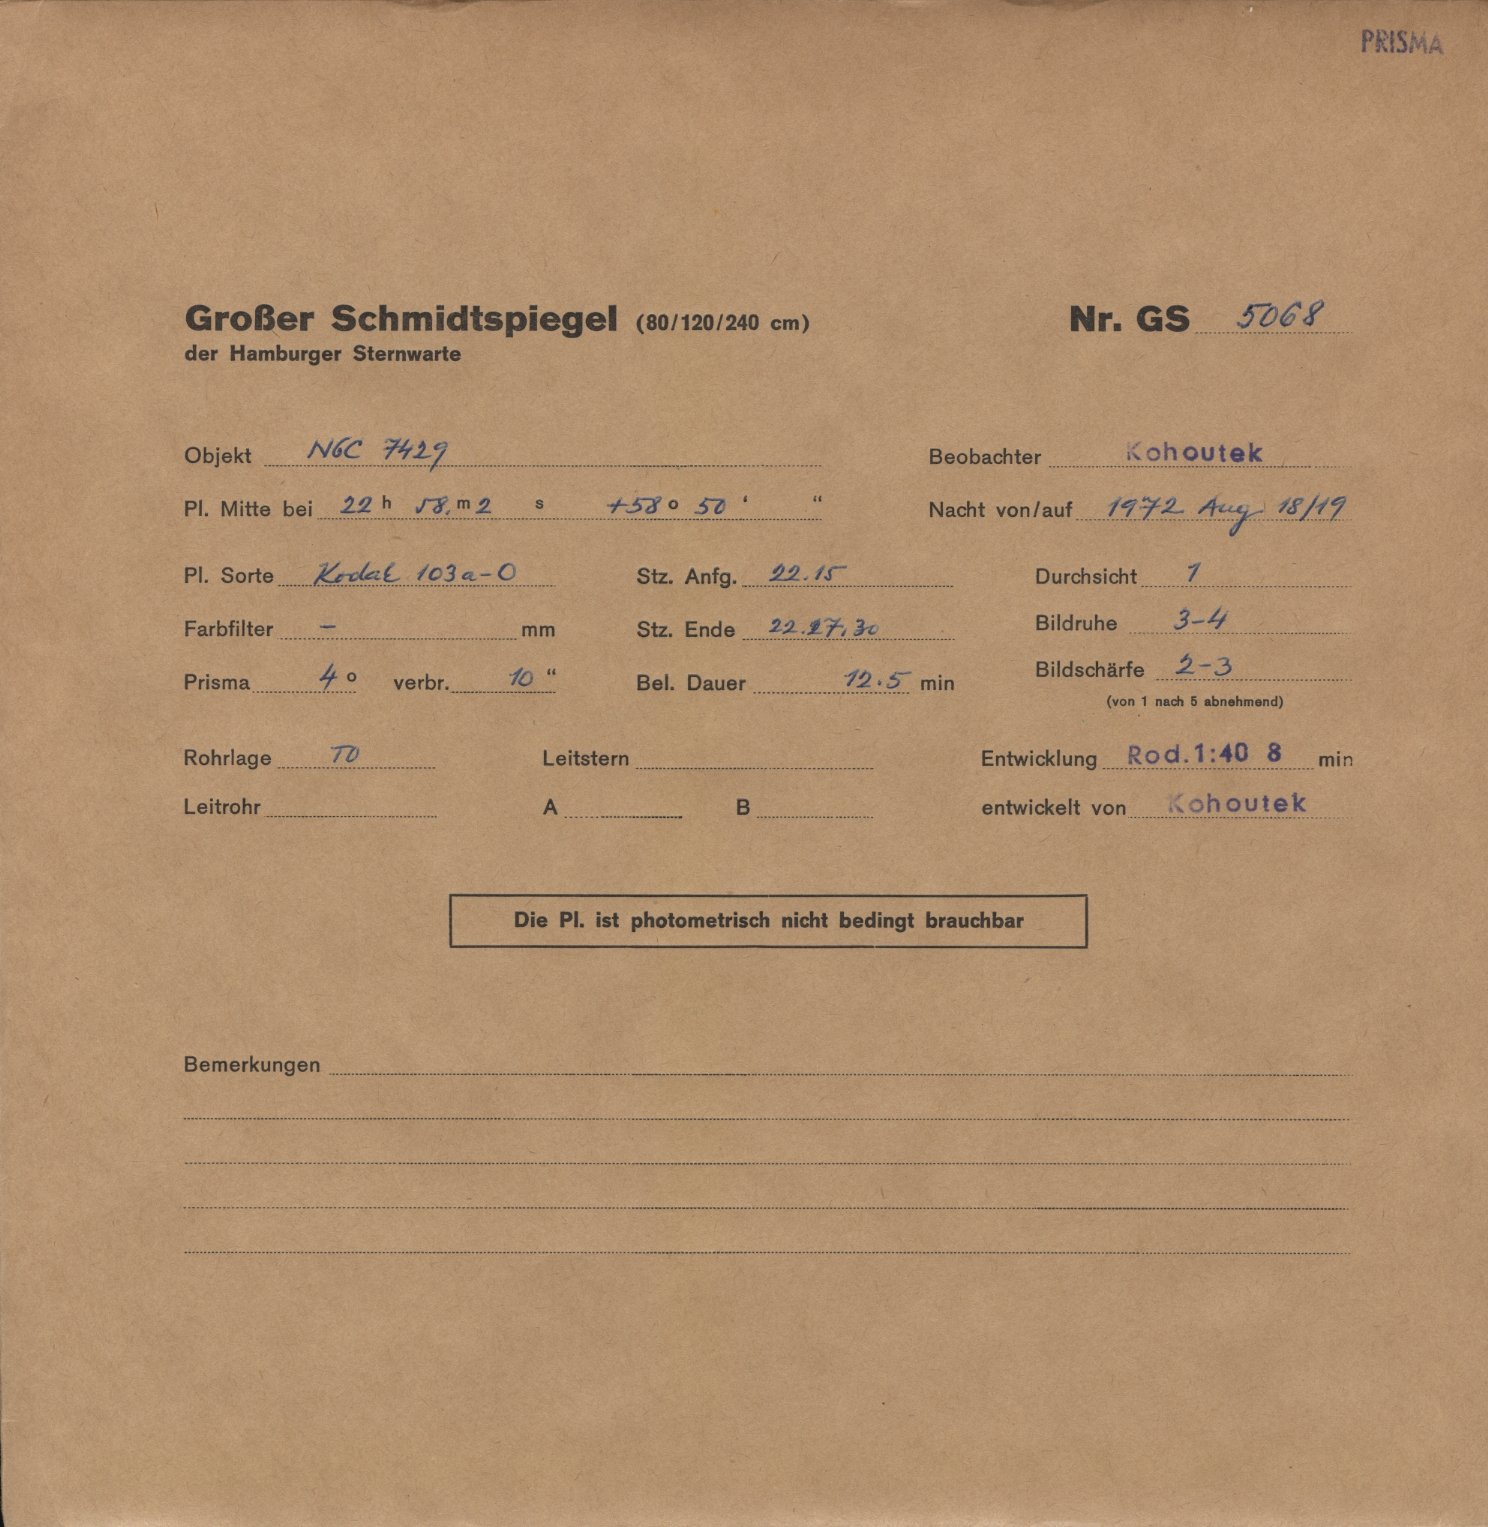 PRISMA
Großer Schmidtspiegel (80/120/240 cm) Nr. GS 5068
der Hamburger Sternwarte
Objekt NGC 7429 Beobachter Kohoutek
Pl. Mitte bei 22 h 58. m 2 s +58 o 50 ‘ “ Nacht von/auf 1972 Aug 18/19
Pl. Sorte Kodak 103a-O Stz. Anfg. 22.15 Durchsicht 1
Farbfilter – mm Stz. Ende 22.27,30 Bildruhe 3-4
Prisma 4 o verbr. 10 “ Bel. Dauer 12.5 min Bildschärfe 2-3
(von 1 nach 5 abnehmend)
Rohrlage TO Leitstern Entwicklung Rod.1:40 8 min
Leitrohr A B entwickelt von Kohoutek
Die Pl. ist photometrisch nicht bedingt brauchbar
Bemerkungen